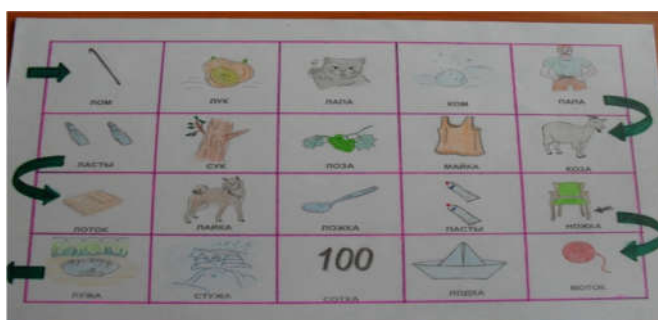 ЛОМ ЛУК ЛАПА КОМ ПАПА
ЛАСТЫ СУК ЛОЗА МАЙКА КОЗА
ЛОТОК ЛАЙКА ЛОЖКА ПАСТЫ НОЖКА
ЛУЖА СТУЖА 100 СОТКА ЛОДКА МОТОК